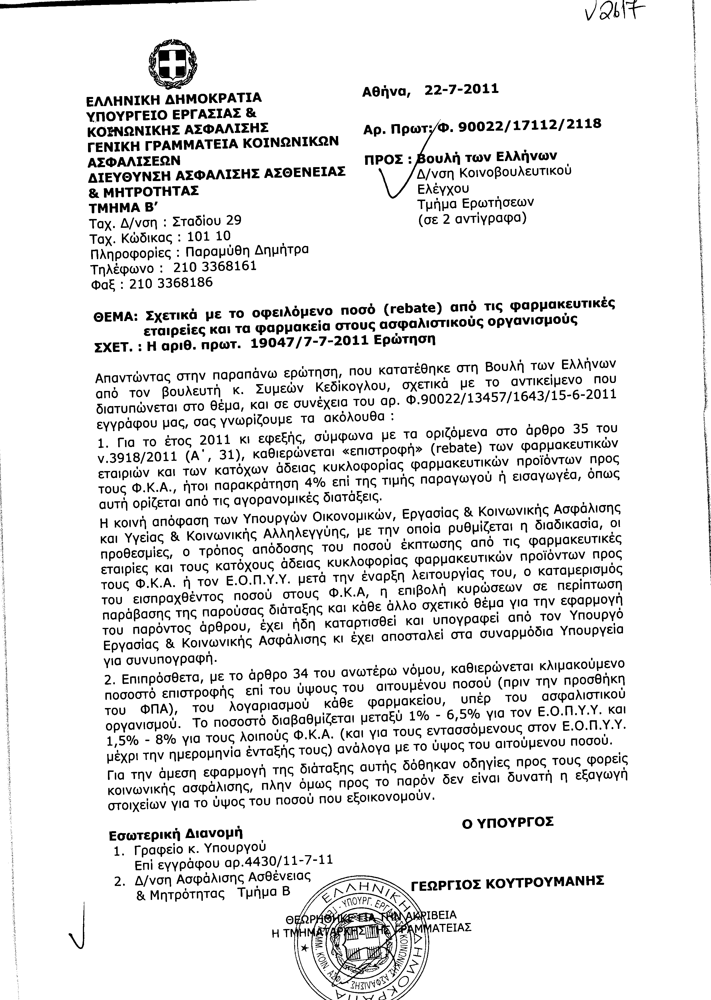 √2617
ΕΛΛΗΝΙΚΗ ΔΗΜΟΚΡΑΤΙΑ
ΥΠΟΥΡΓΕΙΟ ΕΡΓΑΣΙΑΣ &
ΚΟΙΝΩΝΙΚΗΣ ΑΣΦΑΛΙΣΗΣ
ΓΕΝΙΚΗ ΓΡΑΜΜΑΤΕΙΑ ΚΟΙΝΩΝΙΚΩΝ
ΑΣΦΑΛΙΣΕΩΝ
ΔΙΕΥΘΥΝΣΗ ΑΣΦΑΛΙΣΗΣ ΑΣΘΕΝΕΙΑΣ
& ΜΗΤΡΟΤΗΤΑΣ
ΤΜΗΜΑ Β'
Ταχ. Δ/νση : Σταδίου 29
Ταχ. Κώδικας : 101 10
Πληροφορίες : Παραμύθη Δημήτρα
Τηλέφωνο : 210 3368161
Φαξ : 210 3368186
Αθήνα, 22-7-2011
Αρ. Πρωτ: Φ. 90022/17112/2118
ΠΡΟΣ : Βουλή των Ελλήνων
Δ/νση Κοινοβουλευτικού
Ελέγχου
Τμήμα Ερωτήσεων
(σε 2 αντίγραφα)
ΘΕΜΑ: Σχετικά με το οφειλόμενο ποσό (rebate) από τις φαρμακευτικές
εταιρείες και τα φαρμακεία στους ασφαλιστικούς οργανισμούς
ΣΧΕΤ. : Η αριθ. πρωτ. 19047/7-7-2011 Ερώτηση
Απαντώντας στην παραπάνω ερώτηση, που κατατέθηκε στη Βουλή των Ελλήνων
από τον βουλευτή κ. Συμεών Κεδίκογλου, σχετικά με το αντικείμενο που
διατυπώνεται στο θέμα, και σε συνέχεια του αρ. Φ.90022/13457/1643/15-6-2011
εγγράφου μας, σας γνωρίζουμε τα ακόλουθα :
1. Για το έτος 2011 κι εφεξής, σύμφωνα με τα οριζόμενα στο άρθρο 35 του
ν.3918/2011 (Α΄, 31), καθιερώνεται «επιστροφή» (rebate) των φαρμακευτικών
εταιριών και των κατόχων άδειας κυκλοφορίας φαρμακευτικών προϊόντων προς
τους Φ.Κ.Α., ήτοι παρακράτηση 4% επί της τιμής παραγωγού ή εισαγωγέα, όπως
αυτή ορίζεται από τις αγορανομικές διατάξεις.
Η κοινή απόφαση των Υπουργών Οικονομικών, Εργασίας & Κοινωνικής Ασφάλισης
και Υγείας & Κοινωνικής Αλληλεγγύης, με την οποία ρυθμίζεται η διαδικασία, οι
προθεσμίες, ο τρόπος απόδοσης του ποσού έκπτωσης από τις φαρμακευτικές
εταιρίες και τους κατόχους άδειας κυκλοφορίας φαρμακευτικών προϊόντων προς
τους Φ.Κ.Α. ή τον Ε.Ο.Π.Υ.Υ. μετά την έναρξη λειτουργίας του, ο καταμερισμός
του εισπραχθέντος ποσού στους Φ.Κ.Α, η επιβολή κυρώσεων σε περίπτωση
παράβασης της παρούσας διάταξης και κάθε άλλο σχετικό θέμα για την εφαρμογή
του παρόντος άρθρου, έχει ήδη καταρτισθεί και υπογραφεί από τον Υπουργό
Εργασίας & Κοινωνικής Ασφάλισης κι έχει αποσταλεί στα συναρμόδια Υπουργεία
για συνυπογραφή.
2. Επιπρόσθετα, με το άρθρο 34 του ανωτέρω νόμου, καθιερώνεται κλιμακούμενο
ποσοστό επιστροφής επί του ύψους του αιτουμένου ποσού (πριν την προσθήκη
του ΦΠΑ), του λογαριασμού κάθε φαρμακείου, υπέρ του ασφαλιστικού
οργανισμού. Το ποσοστό διαβαθμίζεται μεταξύ 1% - 6,5% για τον Ε.Ο.Π.Υ.Υ. και
1,5% - 8% για τους λοιπούς Φ.Κ.Α. (και για τους εντασσόμενους στον Ε.Ο.Π.Υ.Υ.
μέχρι την ημερομηνία ένταξής τους) ανάλογα με το ύψος του αιτούμενου ποσού.
Για την άμεση εφαρμογή της διάταξης αυτής δόθηκαν οδηγίες προς τους φορείς
κοινωνικής ασφάλισης, πλην όμως προς το παρόν δεν είναι δυνατή η εξαγωγή
στοιχείων για το ύψος του ποσού που εξοικονομούν.
Ο ΥΠΟΥΡΓΟΣ
Εσωτερική Διανομή
1. Γραφείο κ. Υπουργού
Επί εγγράφου αρ.4430/11-7-11
2. Δ/νση Ασφάλισης Ασθένειας
& Μητρότητας Τμήμα Β
ΓΕΩΡΓΙΟΣ ΚΟΥΤΡΟΥΜΑΝΗΣ
ΘΕΩΡΗΘΗΚΕ ΓΙΑ ΤΗΝ ΑΚΡΙΒΕΙΑ
Η ΤΜΗΜΑΤΑΡΧΗΣ ΤΗΣ ΓΡΑΜΜΑΤΕΙΑΣ
ΕΛΛΗΝΙΚΗ ΔΗΜΟΚΡΑΤΙΑ
ΥΠΟΥΡΓ. ΕΡΓΑΣ. ΚΟΙΝΩΝΙΚΗΣ ΑΣΦΑΛΙΣΗΣ